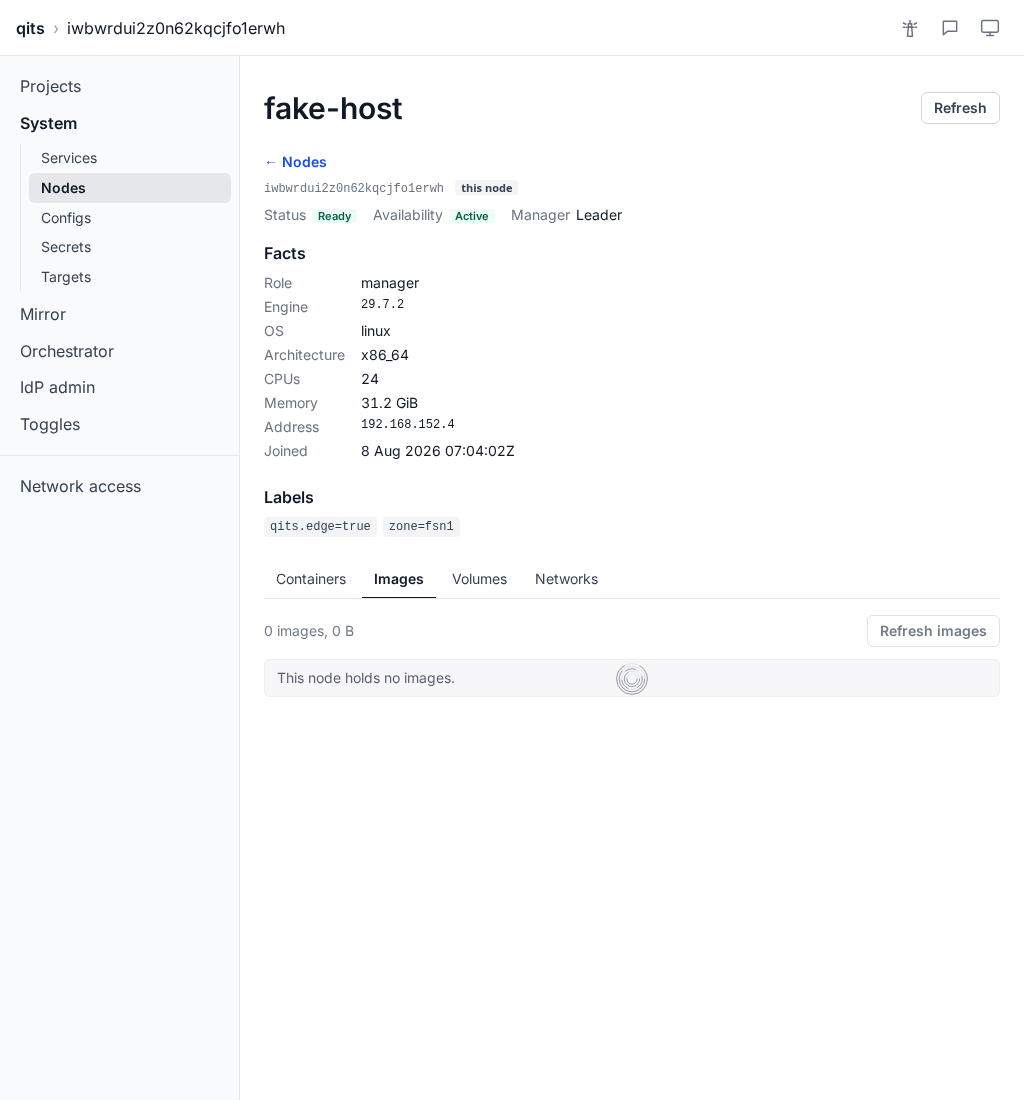 qits › iwbwrdui2z0n62kqcjfo1erwh
Projects
System
Services
Nodes
Configs
Secrets
Targets
Mirror
Orchestrator
IdP admin
Toggles
Network access
fake-host
Refresh
← Nodes
iwbwrdui2z0n62kqcjfo1erwh this node
Status Ready Availability Active Manager Leader
Facts
Role manager
Engine 29.7.2
OS linux
Architecture x86_64
CPUs 24
Memory 31.2 GiB
Address 192.168.152.4
Joined 8 Aug 2026 07:04:02Z
Labels
qits.edge=true zone=fsn1
Containers Images Volumes Networks
0 images, 0 B
Refresh images
This node holds no images.